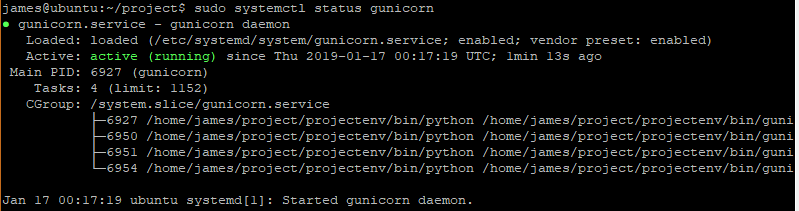 james@ubuntu:~/project$ sudo systemctl status gunicorn
● gunicorn.service - gunicorn daemon
   Loaded: loaded (/etc/systemd/system/gunicorn.service; enabled; vendor preset: enabled)
   Active: active (running) since Thu 2019-01-17 00:17:19 UTC; 1min 13s ago
 Main PID: 6927 (gunicorn)
    Tasks: 4 (limit: 1152)
   CGroup: /system.slice/gunicorn.service
           ├─6927 /home/james/project/projectenv/bin/python /home/james/project/projectenv/bin/guni
           ├─6950 /home/james/project/projectenv/bin/python /home/james/project/projectenv/bin/guni
           ├─6951 /home/james/project/projectenv/bin/python /home/james/project/projectenv/bin/guni
           └─6954 /home/james/project/projectenv/bin/python /home/james/project/projectenv/bin/guni
Jan 17 00:17:19 ubuntu systemd[1]: Started gunicorn daemon.